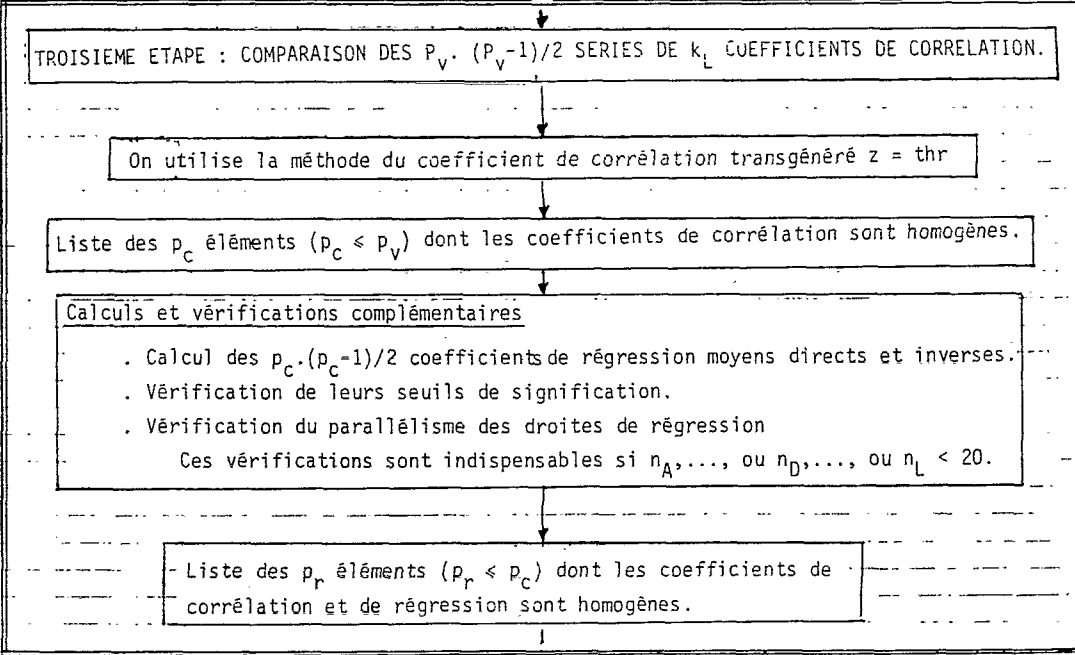 TROISIEME ETAPE : COMPARAISON DES P_v. (P_v-1)/2 SERIES DE k_L COEFFICIENTS DE CORRELATION.
On utilise la méthode du coefficient de corrélation transgénéré z = thr
Liste des p_c éléments (p_c ⩽ p_v) dont les coefficients de corrélation sont homogènes.
Calculs et vérifications complémentaires
. Calcul des p_c.(p_c-1)/2 coefficients de régression moyens directs et inverses.
. Vérification de leurs seuils de signification.
. Vérification du parallélisme des droites de régression
Ces vérifications sont indispensables si n_A,..., ou n_D,..., ou n_L < 20.
Liste des p_r éléments (p_r ⩽ p_c) dont les coefficients de
corrélation et de régression sont homogènes.